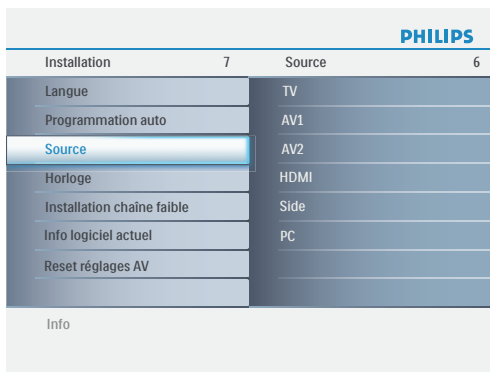 PHILIPS
Installation 7 Source 6
Langue TV
Programmation auto AV1
Source AV2
Horloge HDMI
Installation chaîne faible Side
Info logiciel actuel PC
Reset réglages AV
Info